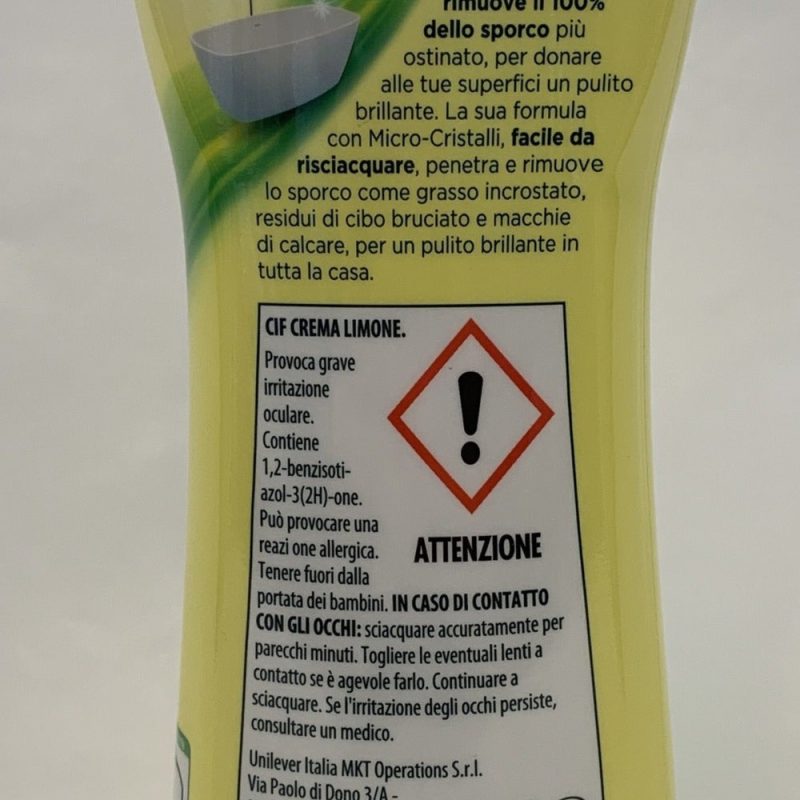 rimuove il 100%
dello sporco più
ostinato, per donare
alle tue superfici un pulito
brillante. La sua formula
con Micro-Cristalli, facile da
risciacquare, penetra e rimuove
lo sporco come grasso incrostato,
residui di cibo bruciato e macchie
di calcare, per un pulito brillante in
tutta la casa.
CIF CREMA LIMONE.
Provoca grave
irritazione
oculare.
Contiene
1,2-benzisoti-
azol-3(2H)-one.
Può provocare una
reazi one allergica.
Tenere fuori dalla
portata dei bambini. IN CASO DI CONTATTO
CON GLI OCCHI: sciacquare accuratamente per
parecchi minuti. Togliere le eventuali lenti a
contatto se è agevole farlo. Continuare a
sciacquare. Se l'irritazione degli occhi persiste,
consultare un medico.
ATTENZIONE
Unilever Italia MKT Operations S.r.l.
Via Paolo di Dono 3/A -